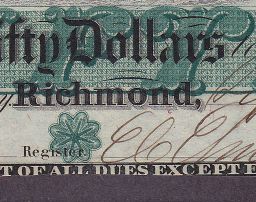 fty Dollars
Richmond,
Register
T OF ALL DUES EXCEPT E